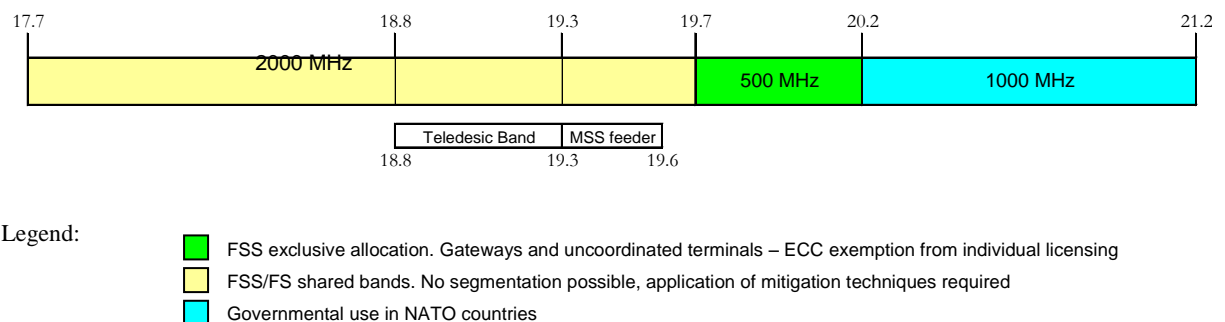 17.7 18.8 19.3 19.7 20.2 21.2
2000 MHz 500 MHz 1000 MHz
Teledesic Band MSS feeder
18.8 19.3 19.6
Legend:
FSS exclusive allocation. Gateways and uncoordinated terminals – ECC exemption from individual licensing
FSS/FS shared bands. No segmentation possible, application of mitigation techniques required
Governmental use in NATO countries